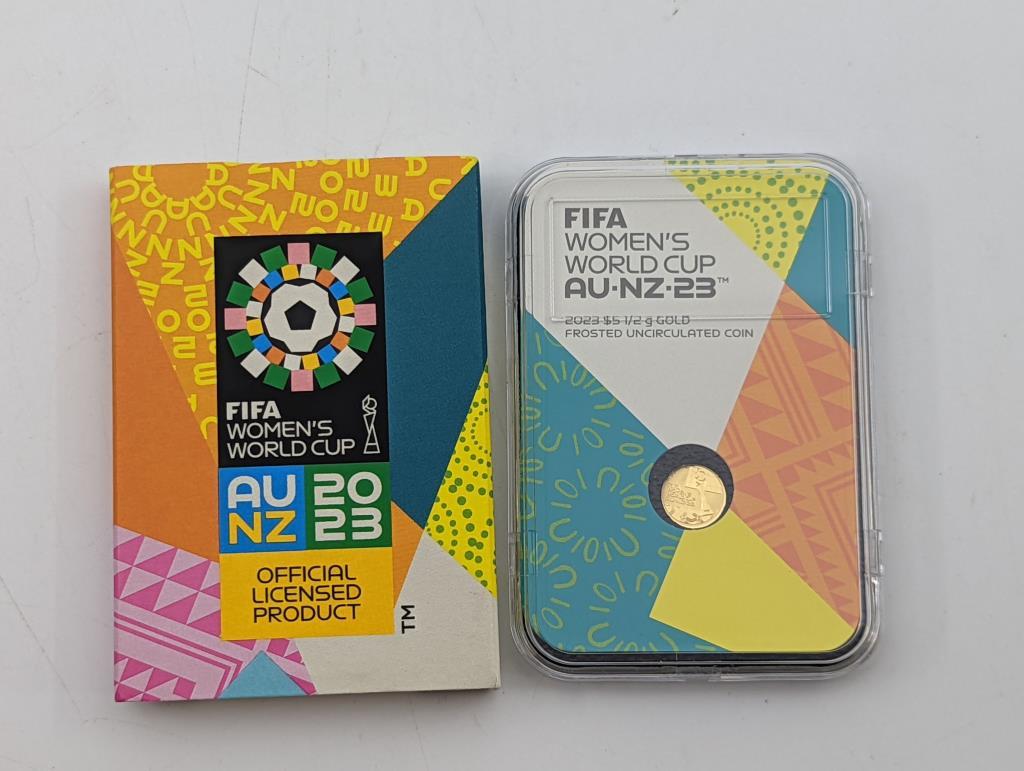 FIFA
WOMEN'S
WORLD CUP
AU 20
NZ 23
OFFICIAL
LICENSED
PRODUCT
TM
FIFA
WOMEN'S
WORLD CUP
AU·NZ·23™
2023 $5 1/2 g GOLD
FROSTED UNCIRCULATED COIN